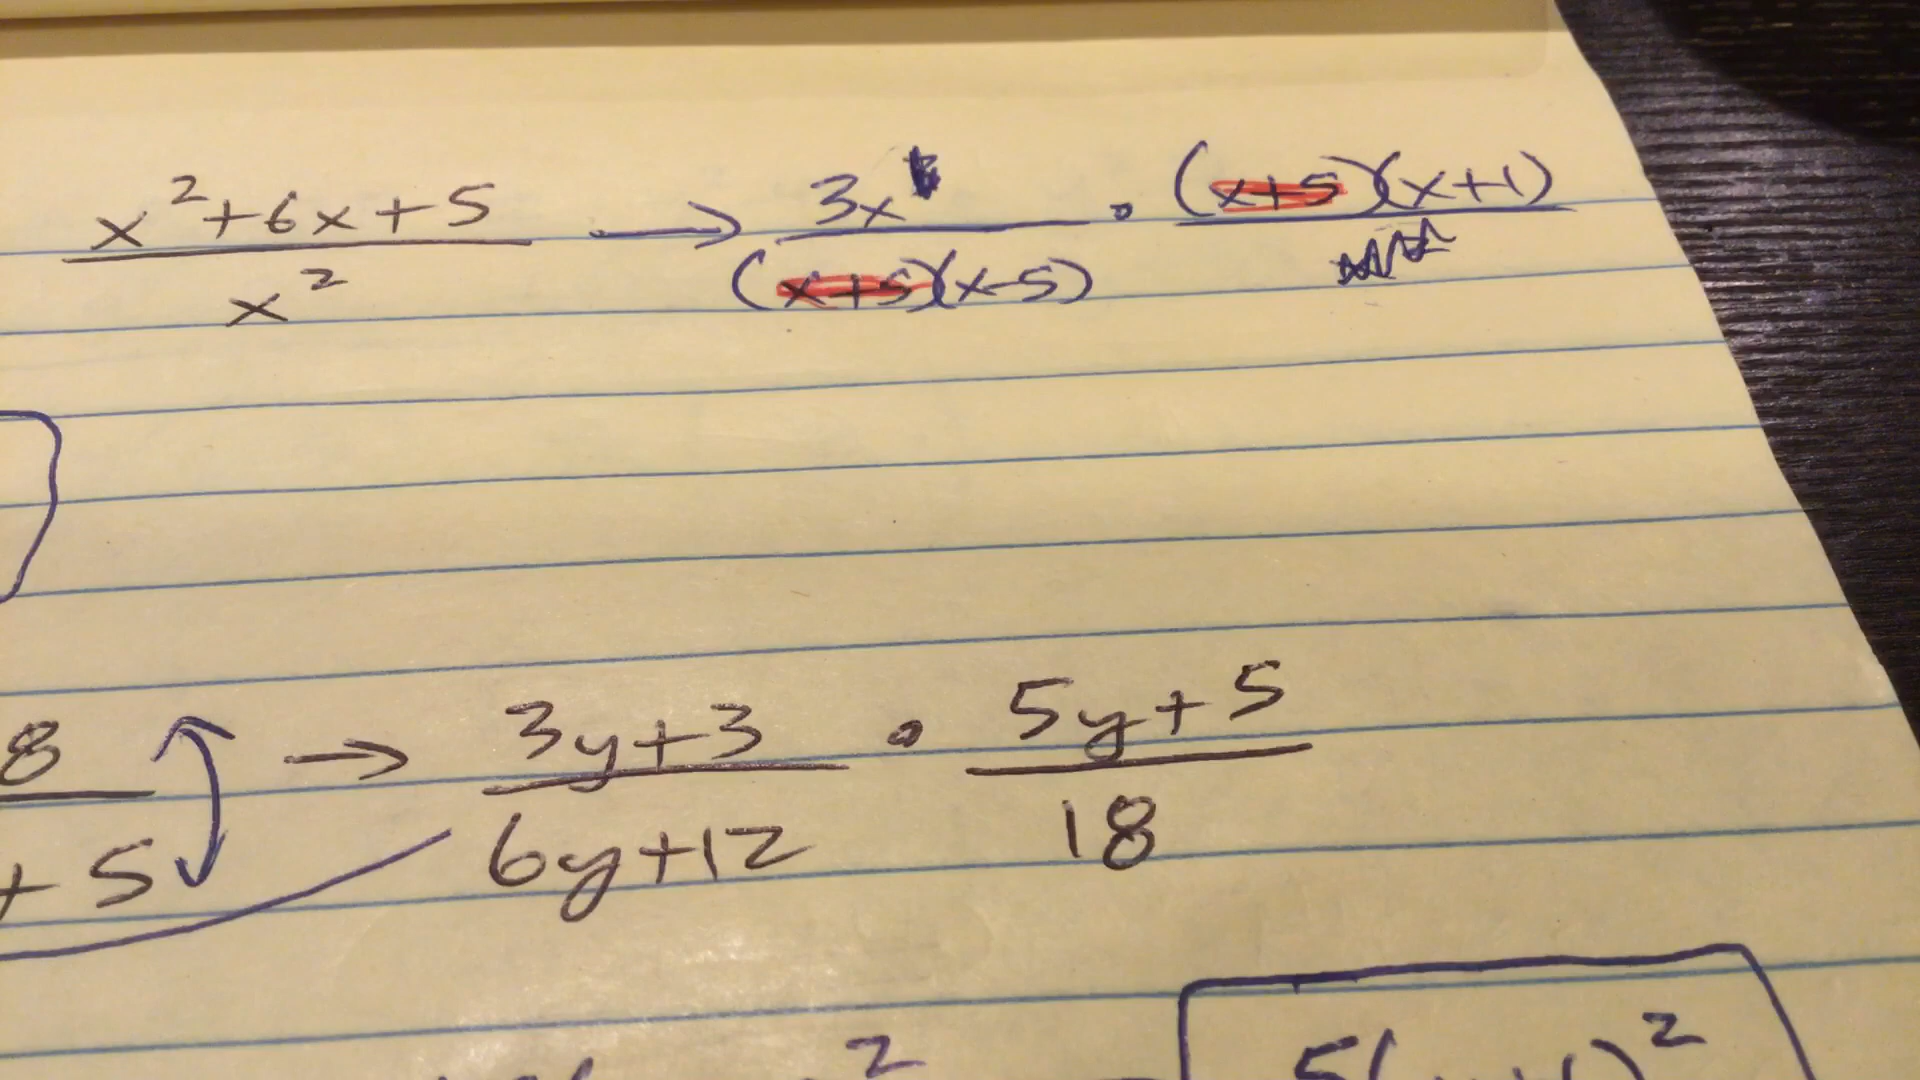 x²+6x+5 / x² → 3x / (x+5)(x-5) · (x+5)(x+1)
8 / + 5 → 3y+3 / 6y+12 · 5y+5 / 18
2
5( )²